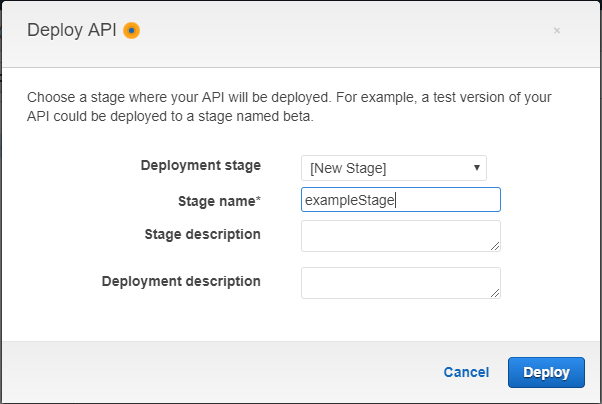 Deploy API
Choose a stage where your API will be deployed. For example, a test version of your
API could be deployed to a stage named beta.
Deployment stage [New Stage]
Stage name* exampleStage
Stage description
Deployment description
Cancel Deploy